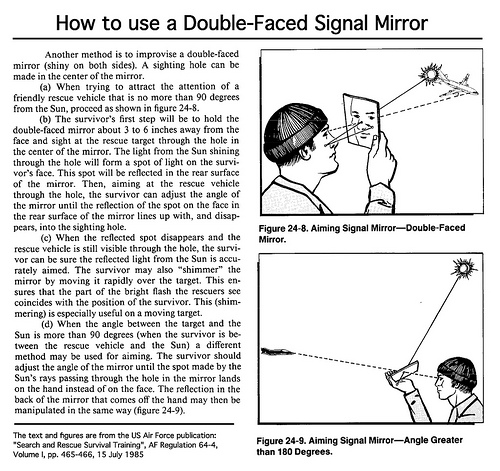 How to use a Double-Faced Signal Mirror
Another method is to improvise a double-faced
mirror (shiny on both sides). A sighting hole can be
made in the center of the mirror.
(a) When trying to attract the attention of a
friendly rescue vehicle that is no more than 90 degrees
from the Sun, proceed as shown in figure 24-8.
(b) The survivor's first step will be to hold the
double-faced mirror about 3 to 6 inches away from the
face and sight at the rescue target through the hole in
the center of the mirror. The light from the Sun shining
through the hole will form a spot of light on the survi-
vor's face. This spot will be reflected in the rear surface
of the mirror. Then, aiming at the rescue vehicle
through the hole, the survivor can adjust the angle of
the mirror until the reflection of the spot on the face in
the rear surface of the mirror lines up with, and disap-
pears, into the sighting hole.
(c) When the reflected spot disappears and the
rescue vehicle is still visible through the hole, the survi-
vor can be sure the reflected light from the Sun is accu-
rately aimed. The survivor may also "shimmer" the
mirror by moving it rapidly over the target. This en-
sures that the part of the bright flash the rescuers see
coincides with the position of the survivor. This (shim-
mering) is especially useful on a moving target.
(d) When the angle between the target and the
Sun is more than 90 degrees (when the survivor is be-
tween the rescue vehicle and the Sun) a different
method may be used for aiming. The survivor should
adjust the angle of the mirror until the spot made by the
Sun's rays passing through the hole in the mirror lands
on the hand instead of on the face. The reflection in the
back of the mirror that comes off the hand may then be
manipulated in the same way (figure 24-9).
The text and figures are from the US Air Force publication:
"Search and Rescue Survival Training", AF Regulation 64-4,
Volume I, pp. 465-466, 15 July 1985
Figure 24-8. Aiming Signal Mirror—Double-Faced
Mirror.
Figure 24-9. Aiming Signal Mirror—Angle Greater
than 180 Degrees.